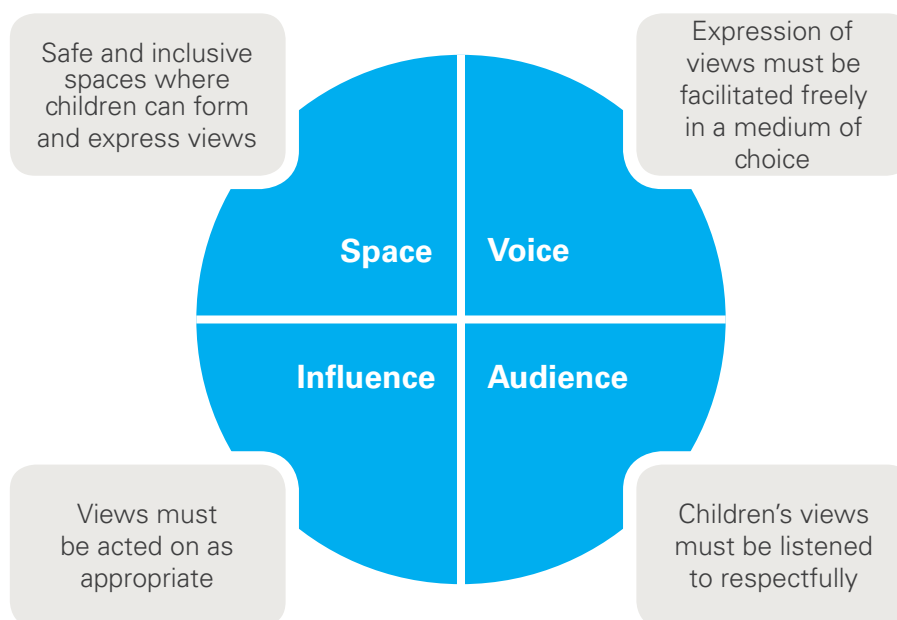 Safe and inclusive
spaces where
children can form
and express views
Expression of
views must be
facilitated freely
in a medium of
choice
Space
Voice
Influence
Audience
Views must
be acted on as
appropriate
Children’s views
must be listened
to respectfully